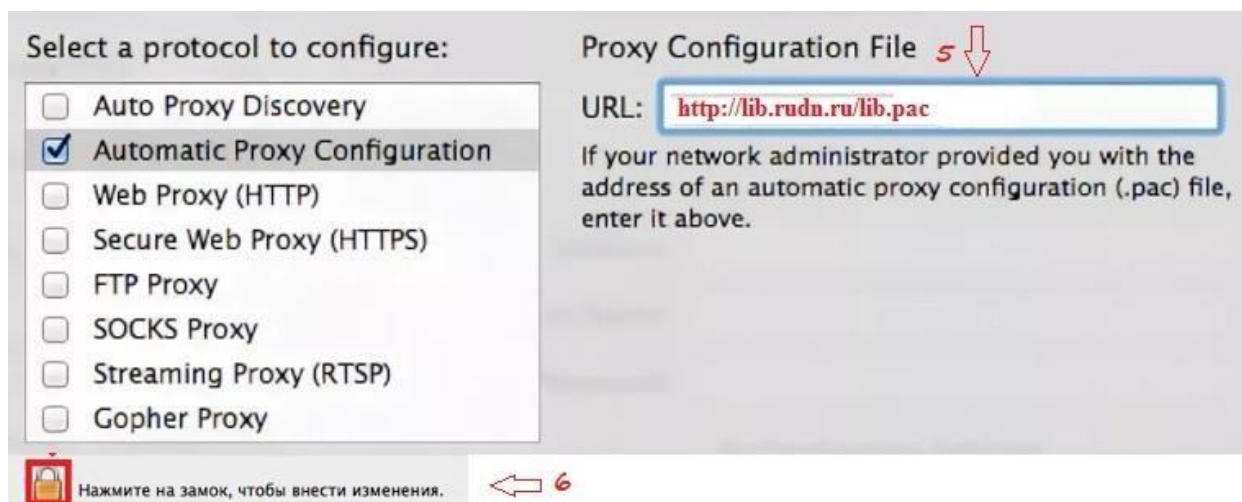 Select a protocol to configure:
Auto Proxy Discovery
Automatic Proxy Configuration
Web Proxy (HTTP)
Secure Web Proxy (HTTPS)
FTP Proxy
SOCKS Proxy
Streaming Proxy (RTSP)
Gopher Proxy
Proxy Configuration File 5
URL: http://lib.rudn.ru/lib.pac
If your network administrator provided you with the
address of an automatic proxy configuration (.pac) file,
enter it above.
Нажмите на замок, чтобы внести изменения. 6